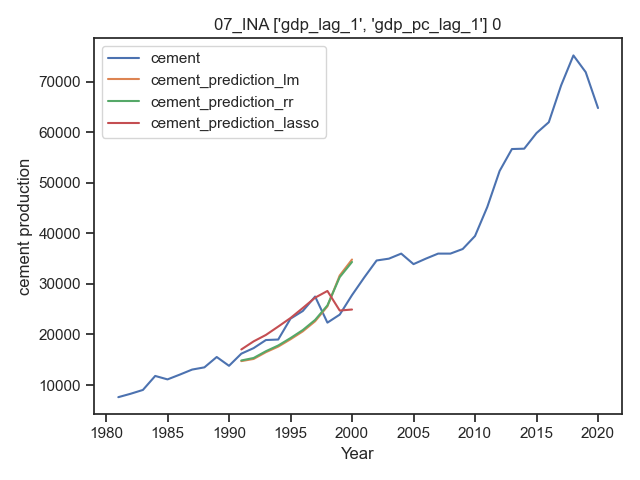 07_INA ['gdp_lag_1', 'gdp_pc_lag_1'] 0
cement
cement_prediction_lm
cement_prediction_rr
cement_prediction_lasso
cement production
70000
60000
50000
40000
30000
20000
10000
1980 1985 1990 1995 2000 2005 2010 2015 2020
Year